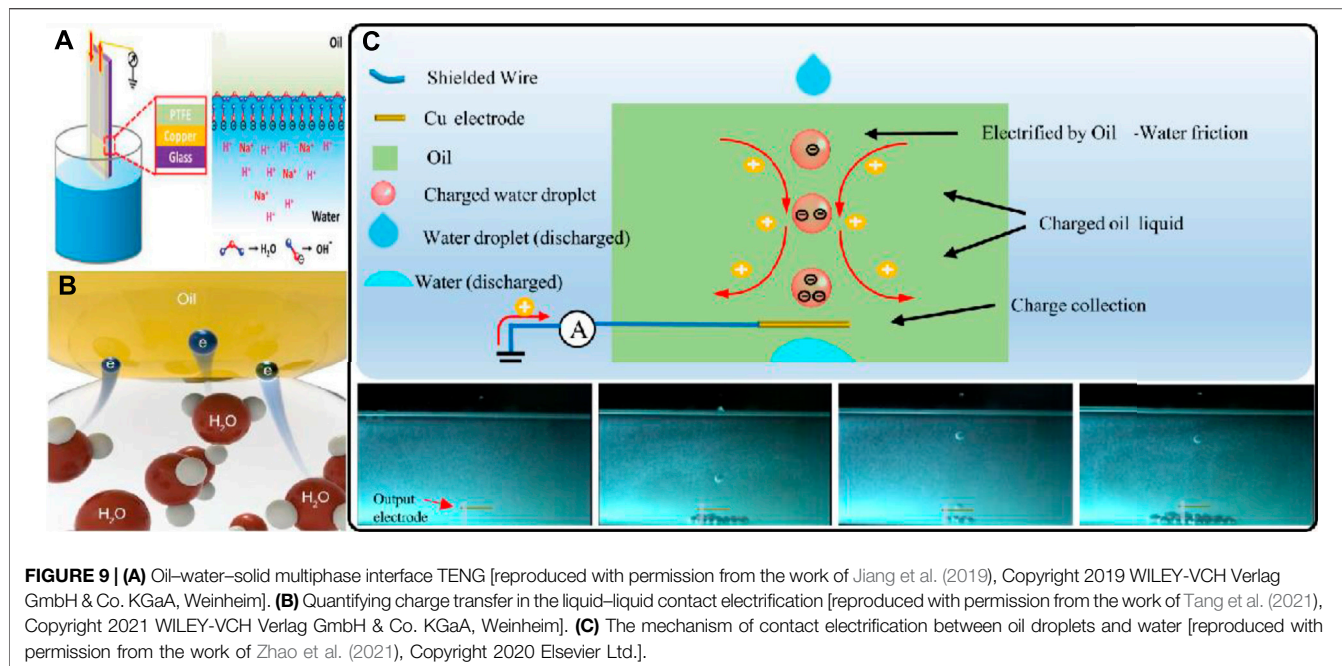 A
Oil
PTFE
Copper
Glass
H⁺ Na⁺ H⁺ H⁺ Na⁺ H⁺
H⁺ H⁺ Na⁺ H⁺
Na⁺ H⁺
H⁺
Water
→H₂O →OH⁻
B
Oil
e
e
e
H₂O
H₂O
H₂O
H₂O
C
Shielded Wire
Cu electrode
Oil
Charged water droplet
Water droplet (discharged)
Water (discharged)
A
Electrified by Oil -Water friction
Charged oil liquid
Charge collection
Output
electrode
FIGURE 9 | (A) Oil–water–solid multiphase interface TENG [reproduced with permission from the work of Jiang et al. (2019), Copyright 2019 WILEY-VCH Verlag
GmbH & Co. KGaA, Weinheim]. (B) Quantifying charge transfer in the liquid–liquid contact electrification [reproduced with permission from the work of Tang et al. (2021),
Copyright 2021 WILEY-VCH Verlag GmbH & Co. KGaA, Weinheim]. (C) The mechanism of contact electrification between oil droplets and water [reproduced with
permission from the work of Zhao et al. (2021), Copyright 2020 Elsevier Ltd.].